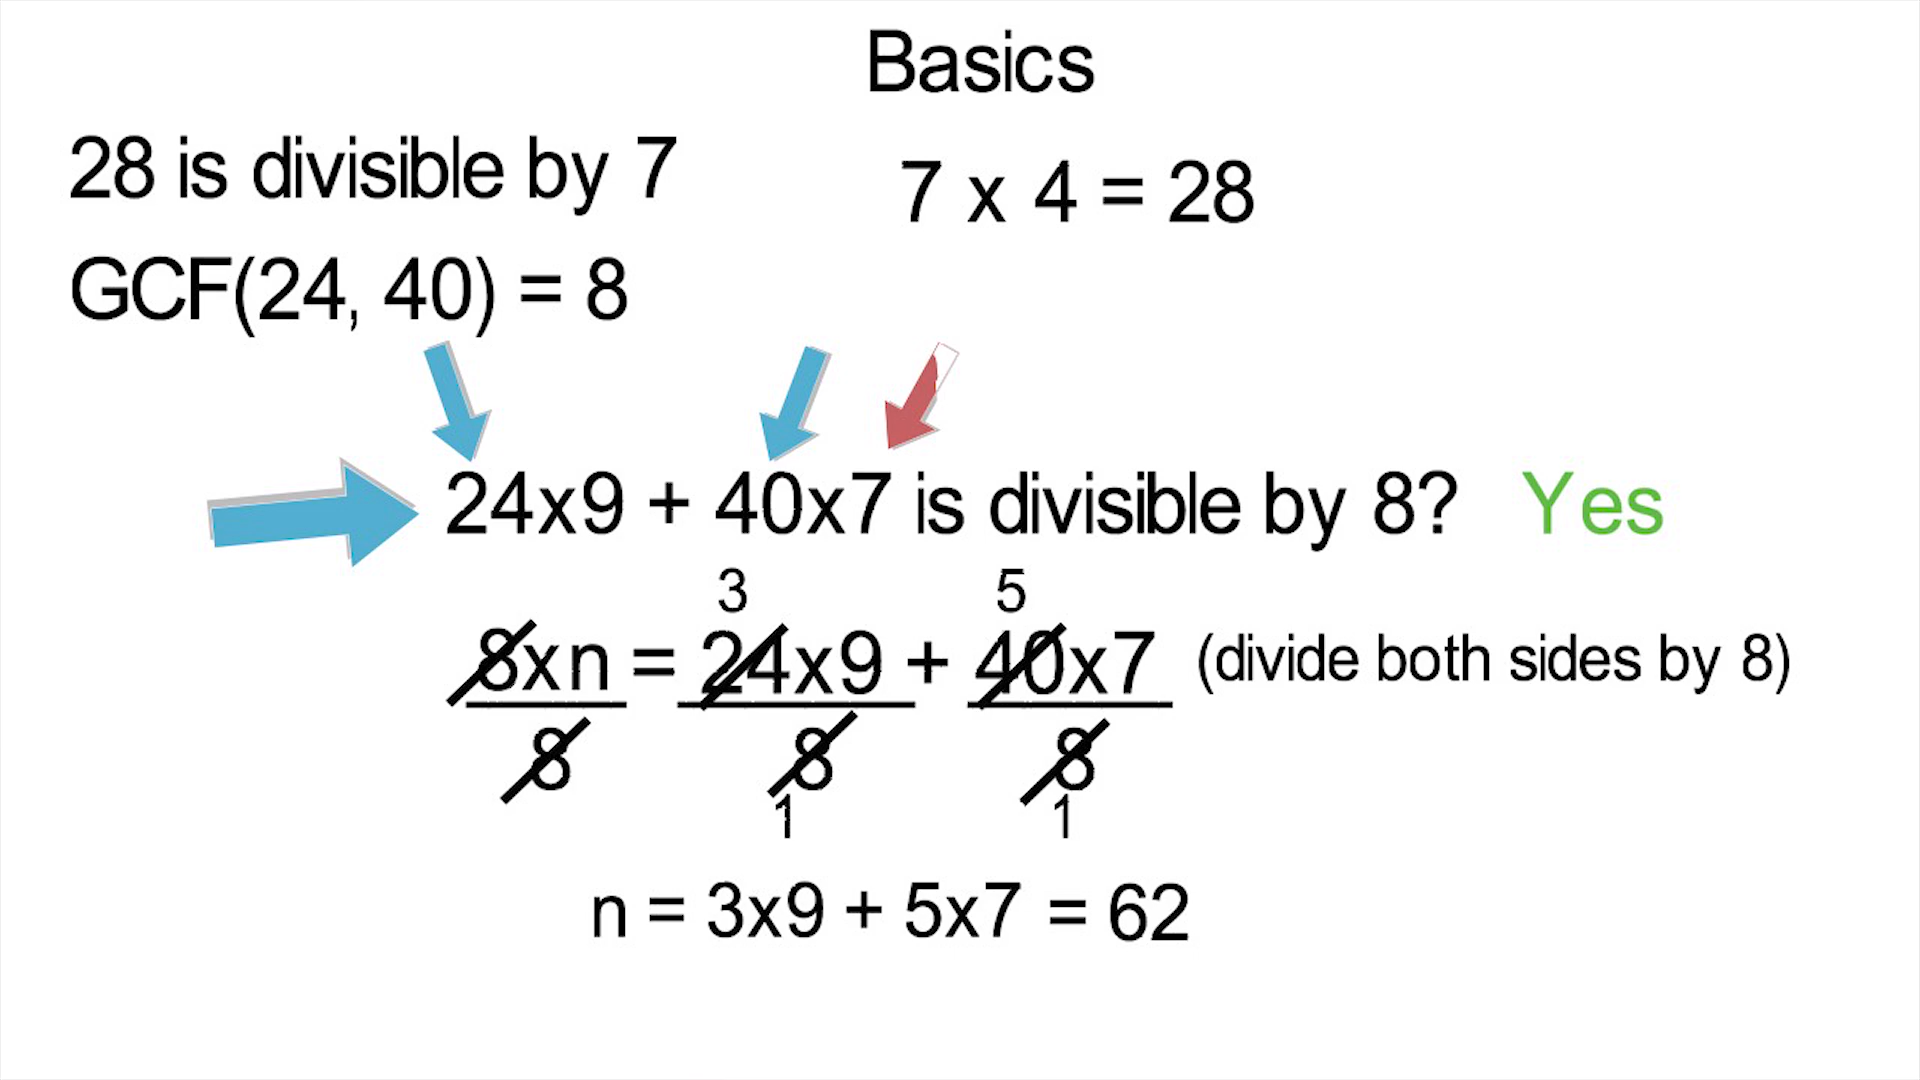 Basics
28 is divisible by 7
7 x 4 = 28
GCF(24, 40) = 8
24x9 + 40x7 is divisible by 8? Yes
3 5
8xn = 24x9 + 40x7 (divide both sides by 8)
8 8 8
1 1
n = 3x9 + 5x7 = 62